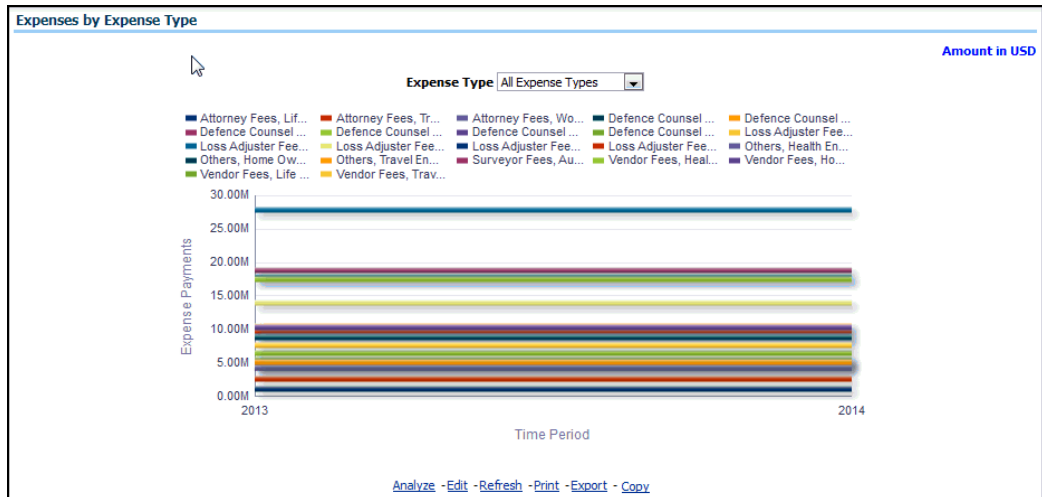 Expenses by Expense Type
Amount in USD
Expense Type All Expense Types
Attorney Fees, Lif... Attorney Fees, Tr... Attorney Fees, Wo... Defence Counsel ... Defence Counsel ...
Defence Counsel ... Defence Counsel ... Defence Counsel ... Defence Counsel ... Loss Adjuster Fee...
Loss Adjuster Fee... Loss Adjuster Fee... Loss Adjuster Fee... Loss Adjuster Fee... Others, Health En...
Others, Home Ow... Others, Travel En... Surveyor Fees, Au... Vendor Fees, Heal... Vendor Fees, Ho...
Vendor Fees, Life ... Vendor Fees, Trav...
30.00M
25.00M
20.00M
15.00M
10.00M
5.00M
0.00M
Expense Payments
2013 2014
Time Period
Analyze - Edit - Refresh - Print - Export - Copy